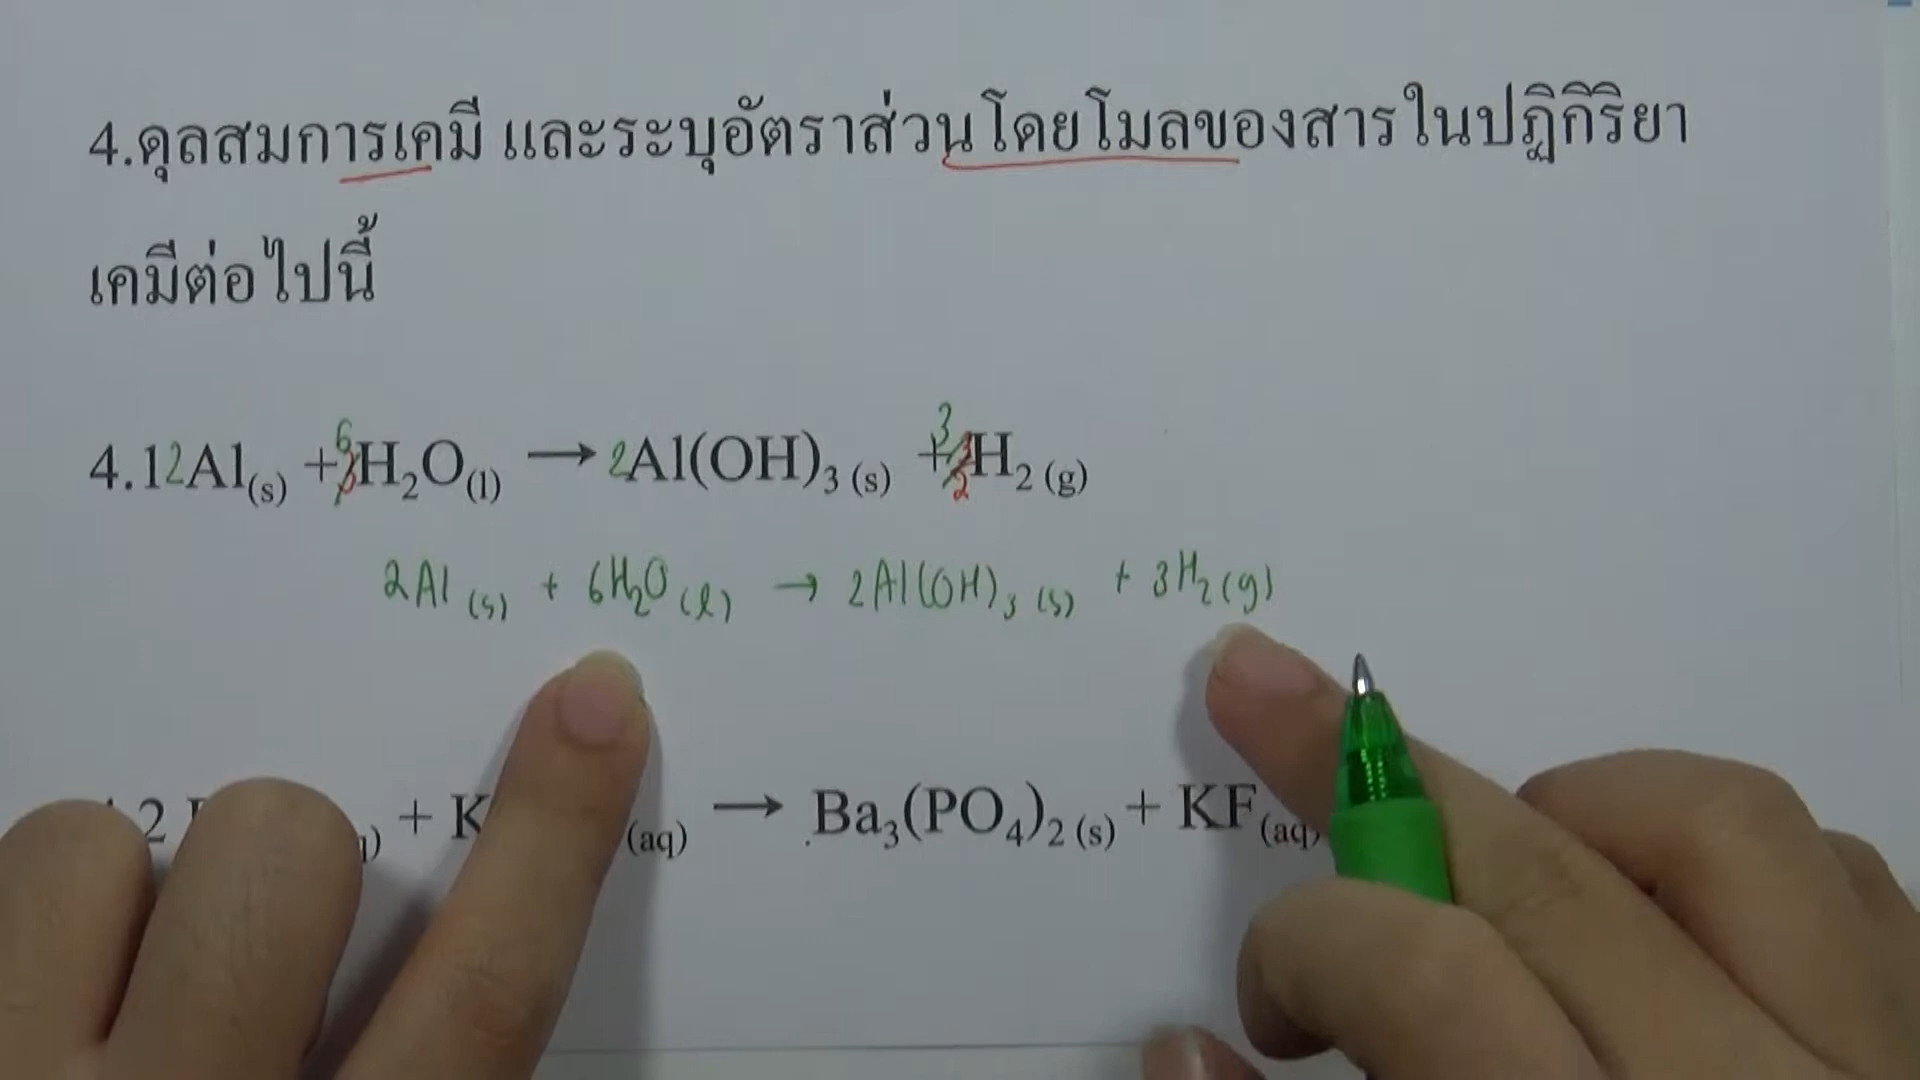 4.ดุลสมการเคมี และระบุอัตราส่วนโดยโมลของสารในปฏิกิริยา
เคมีต่อไปนี้
4.1 2Al(s) + 6H₂O(l) → 2Al(OH)₃ (s) + 3H₂ (g)
2Al (s) + 6H₂O (l) → 2Al(OH)₃ (s) + 3H₂ (g)
2 + K (aq) → Ba₃(PO₄)₂ (s) + KF(aq)